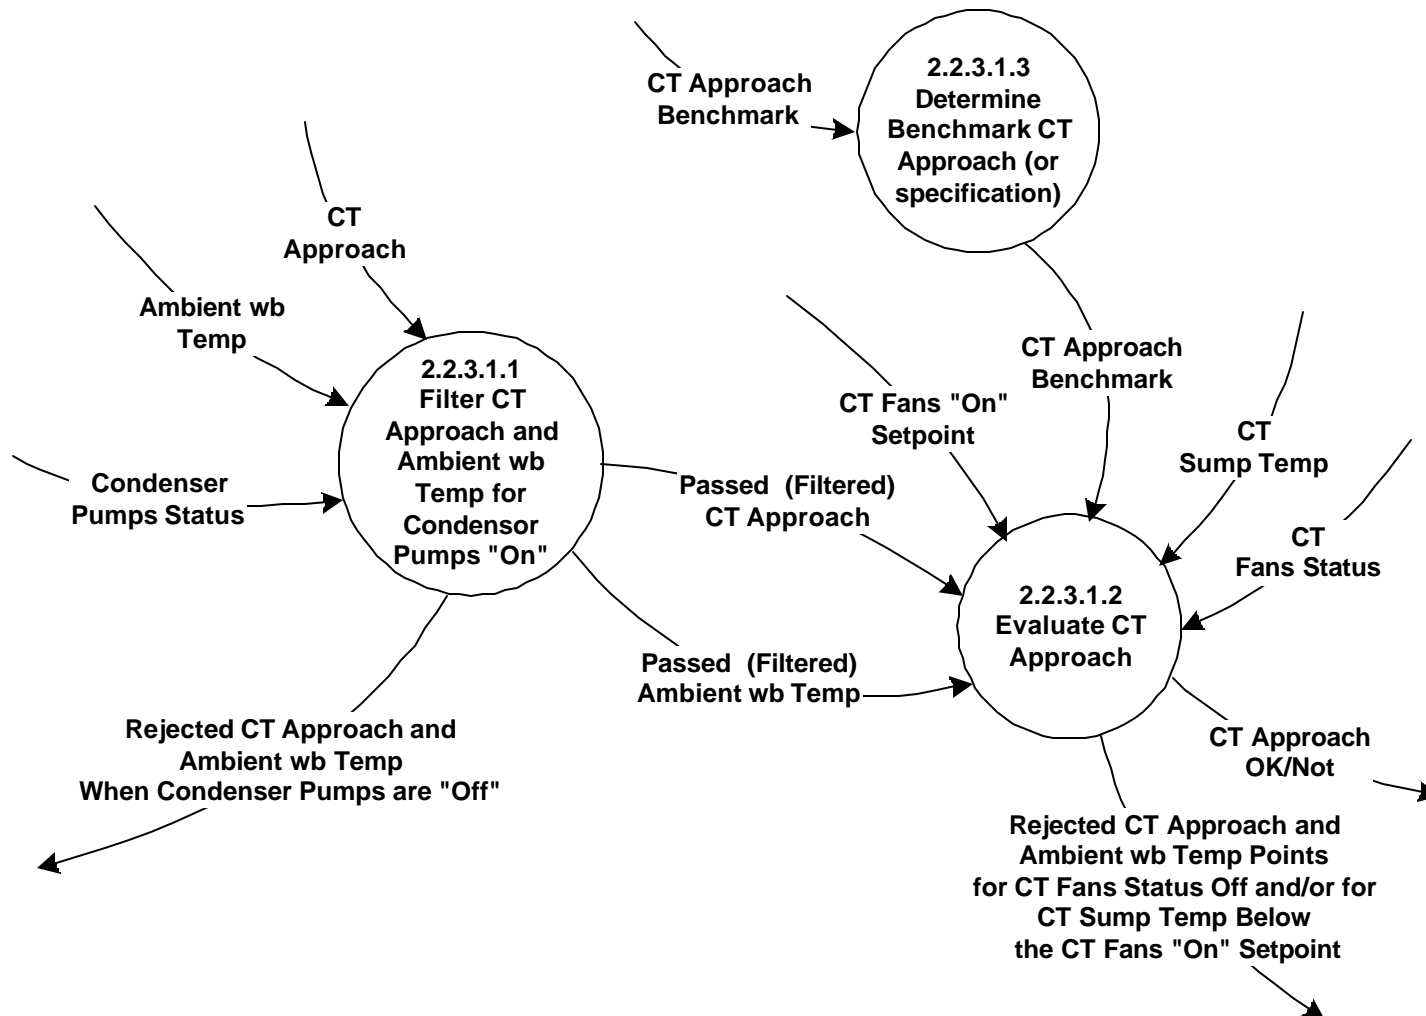 CT Approach
Benchmark
2.2.3.1.3
Determine
Benchmark CT
Approach (or
specification)
CT
Approach
Ambient wb
Temp
Condenser
Pumps Status
2.2.3.1.1
Filter CT
Approach and
Ambient wb
Temp for
Condensor
Pumps "On"
CT Approach
Benchmark
CT Fans "On"
Setpoint
CT
Sump Temp
CT
Fans Status
Passed (Filtered)
CT Approach
Passed (Filtered)
Ambient wb Temp
2.2.3.1.2
Evaluate CT
Approach
Rejected CT Approach and
Ambient wb Temp
When Condenser Pumps are "Off"
CT Approach
OK/Not
Rejected CT Approach and
Ambient wb Temp Points
for CT Fans Status Off and/or for
CT Sump Temp Below
the CT Fans "On" Setpoint